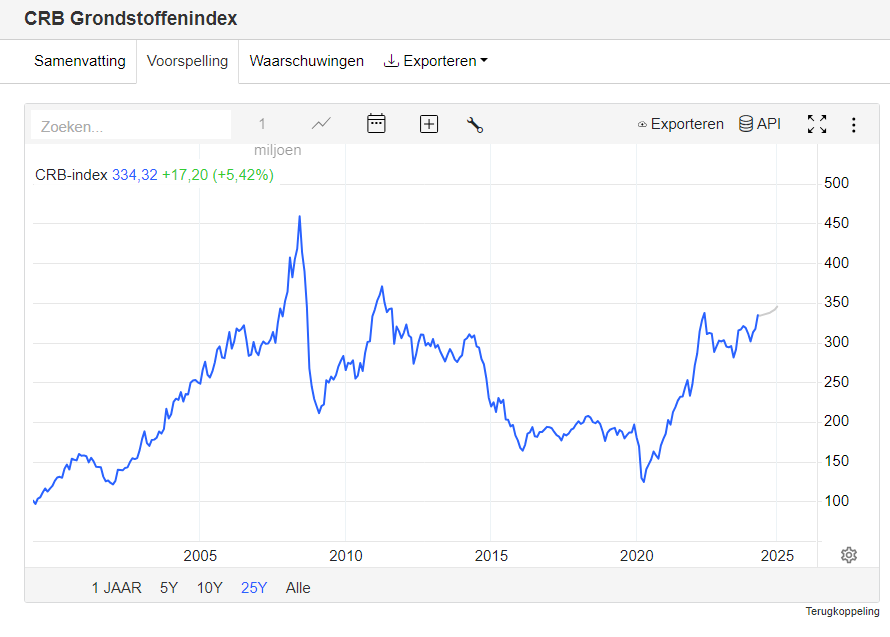 CRB Grondstoffenindex
Samenvatting Voorspelling Waarschuwingen Exporteren
Zoeken... 1 miljoen Exporteren API
CRB-index 334,32 +17,20 (+5,42%)
500
450
400
350
300
250
200
150
100
2005 2010 2015 2020 2025
1 JAAR 5Y 10Y 25Y Alle
Terugkoppeling